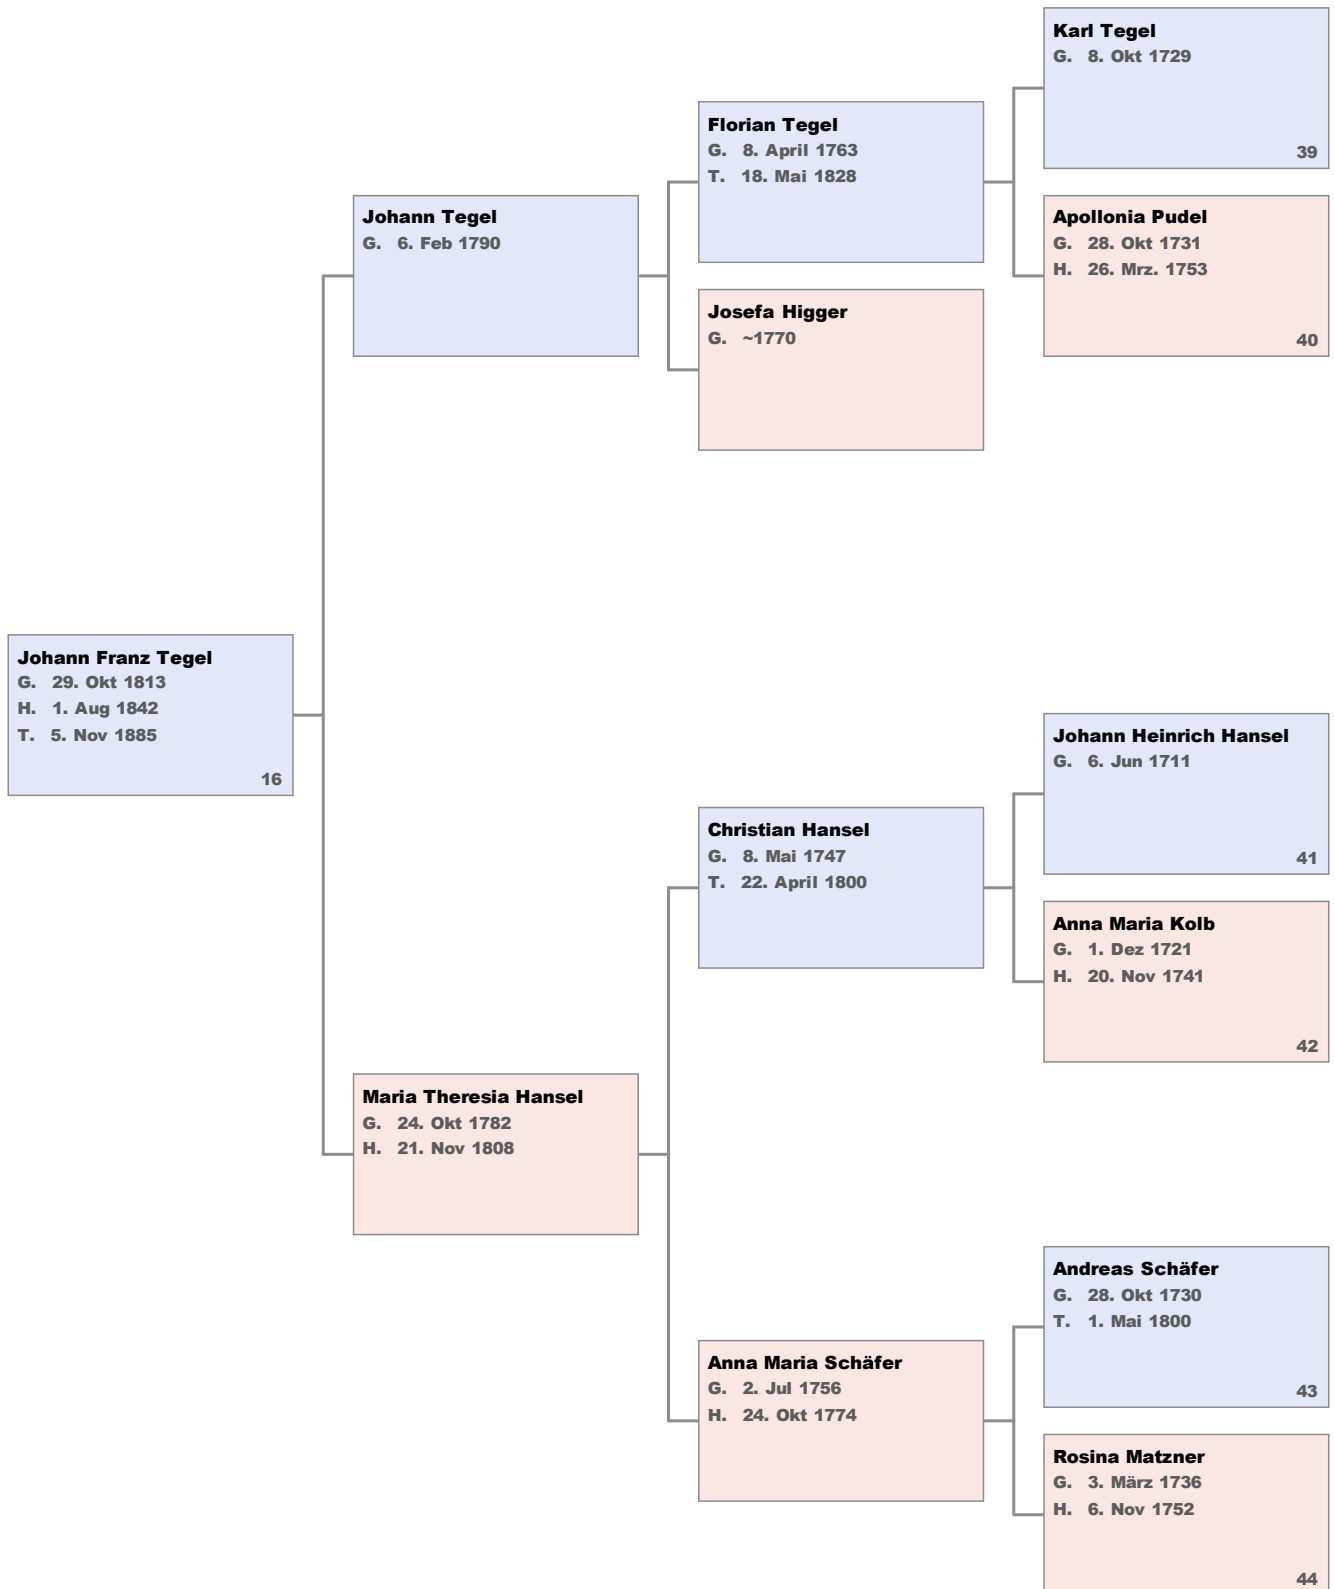 Karl Tegel
G. 8. Okt 1729
39
Florian Tegel
G. 8. April 1763
T. 18. Mai 1828
Johann Tegel
G. 6. Feb 1790
Apollonia Pudel
G. 28. Okt 1731
H. 26. Mrz. 1753
40
Josefa Higger
G. ~1770
Johann Franz Tegel
G. 29. Okt 1813
H. 1. Aug 1842
T. 5. Nov 1885
16
Johann Heinrich Hansel
G. 6. Jun 1711
41
Christian Hansel
G. 8. Mai 1747
T. 22. April 1800
Anna Maria Kolb
G. 1. Dez 1721
H. 20. Nov 1741
42
Maria Theresia Hansel
G. 24. Okt 1782
H. 21. Nov 1808
Andreas Schäfer
G. 28. Okt 1730
T. 1. Mai 1800
43
Anna Maria Schäfer
G. 2. Jul 1756
H. 24. Okt 1774
Rosina Matzner
G. 3. März 1736
H. 6. Nov 1752
44